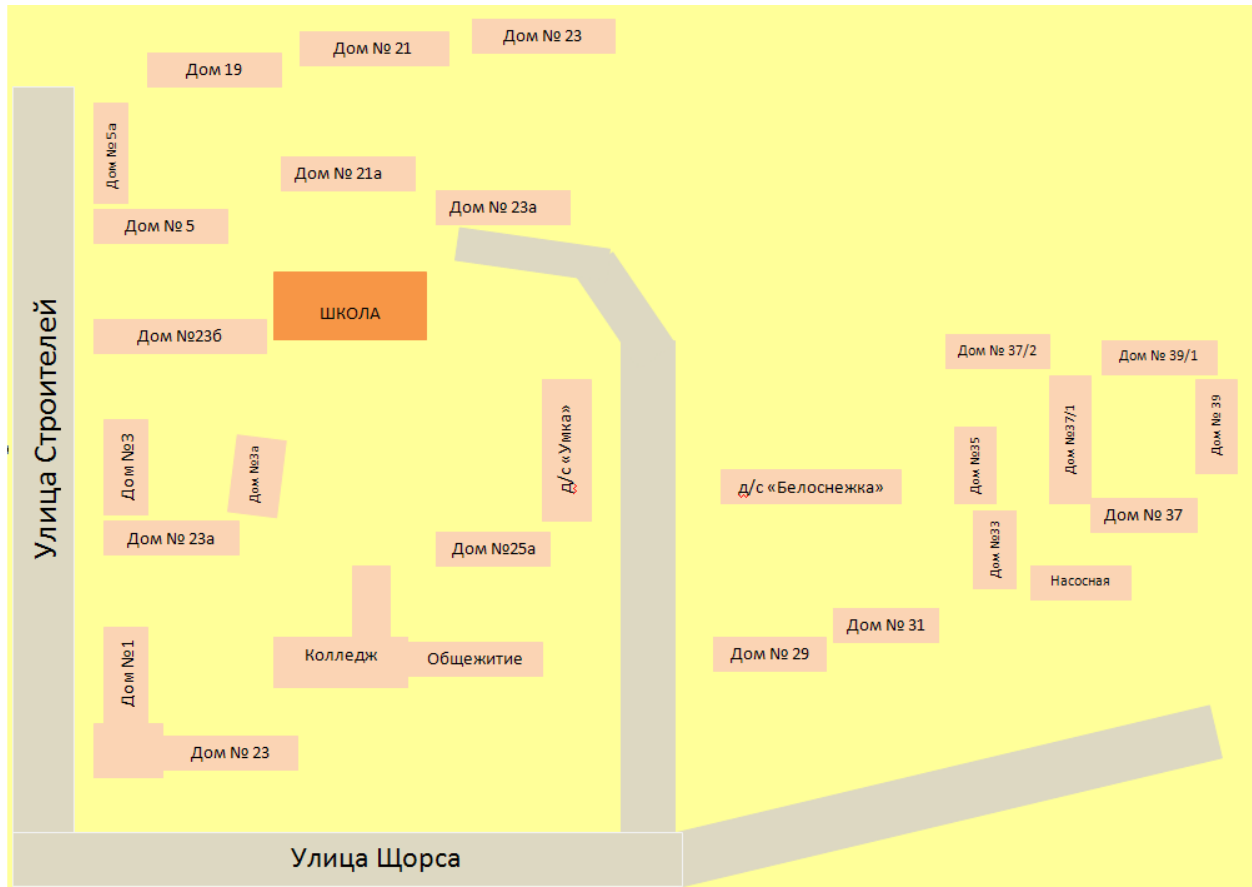 Дом № 23
Дом № 21
Дом 19
Дом №5а
Дом № 21а
Дом № 23а
Дом № 5
ШКОЛА
Дом №23б
Улица Строителей
Дом №3
Дом №3а
Дом № 23а
д/с «Умка»
Дом №25а
Дом № 37/2
Дом № 39/1
Дом № 39
Дом №37/1
Дом №35
д/с «Белоснежка»
Дом № 37
Дом №33
Насосная
Дом № 31
Дом № 29
Колледж
Общежитие
Дом №1
Дом № 23
Улица Щорса